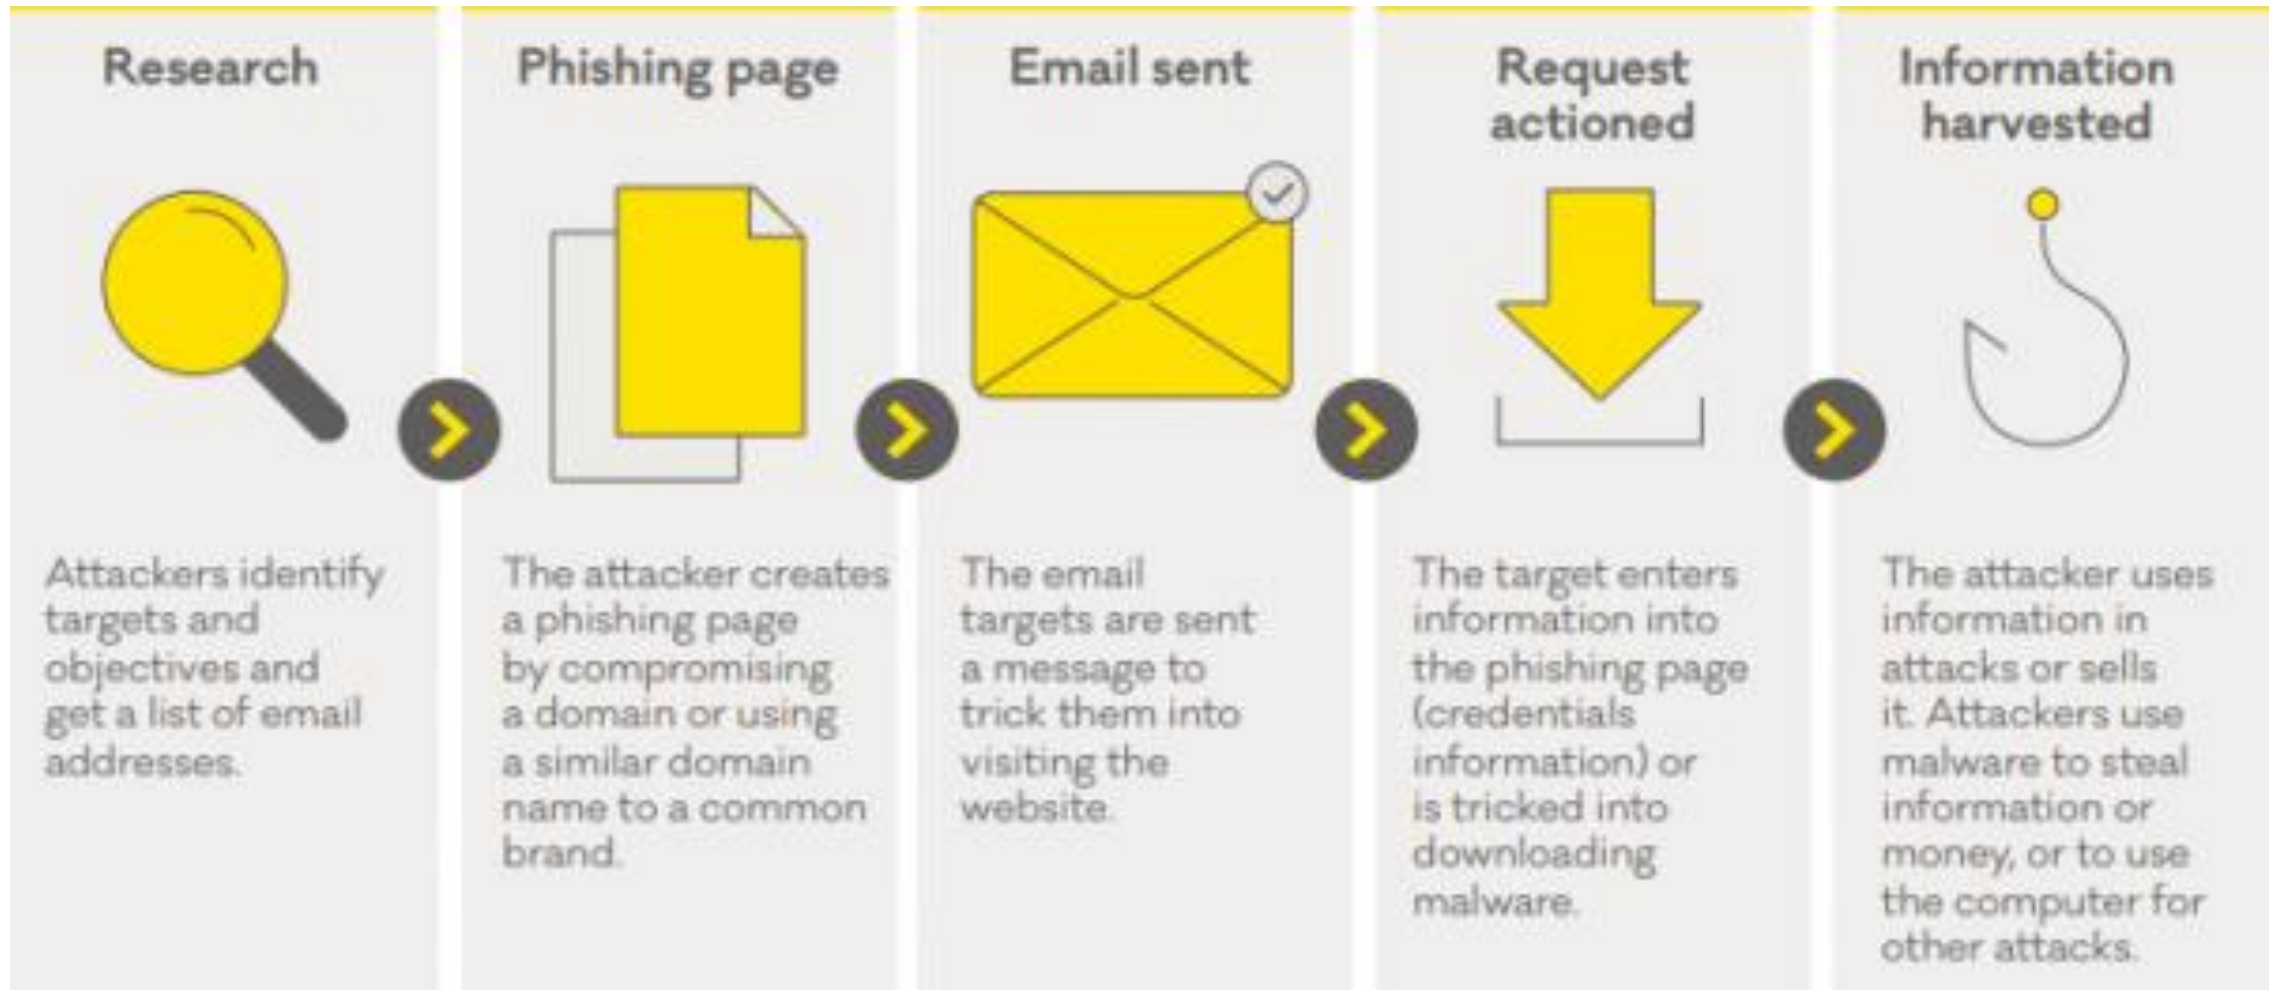 Research
Attackers identify
targets and
objectives and
get a list of email
addresses.
Phishing page
The attacker creates
a phishing page
by compromising
a domain or using
a similar domain
name to a common
brand.
Email sent
The email
targets are sent
a message to
trick them into
visiting the
website.
Request
actioned
The target enters
information into
the phishing page
(credentials
information) or
is tricked into
downloading
malware.
Information
harvested
The attacker uses
information in
attacks or sells
it. Attackers use
malware to steal
information or
money, or to use
the computer for
other attacks.